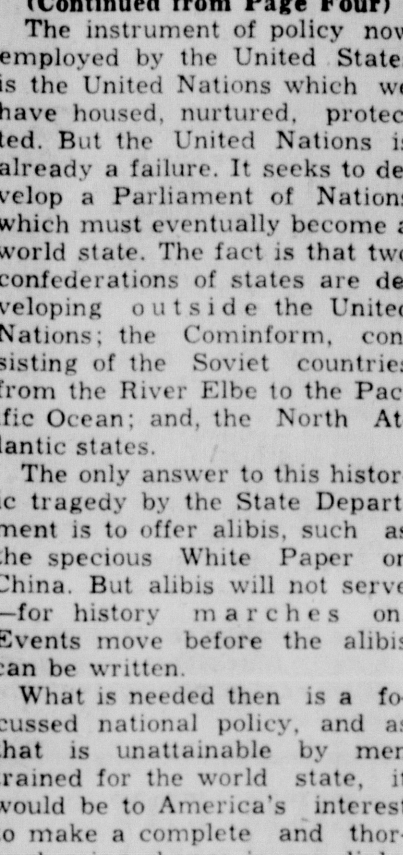 (Continued from Page Four)
The instrument of policy now
employed by the United State
is the United Nations which we
have housed, nurtured, protec
ted. But the United Nations is
already a failure. It seeks to de
velop a Parliament of Nations
which must eventually become a
world state. The fact is that two
confederations of states are de
veloping outside the United
Nations; the Cominform, con
sisting of the Soviet countries
from the River Elbe to the Pac
ific Ocean; and, the North At
lantic states.
The only answer to this histor
ic tragedy by the State Depart
ment is to offer alibis, such as
the specious White Paper on
China. But alibis will not serve
—for history marches on
Events move before the alibis
can be written.
What is needed then is a fo-
cussed national policy, and as
that is unattainable by men
trained for the world state, it
would be to America's interest
to make a complete and thor-